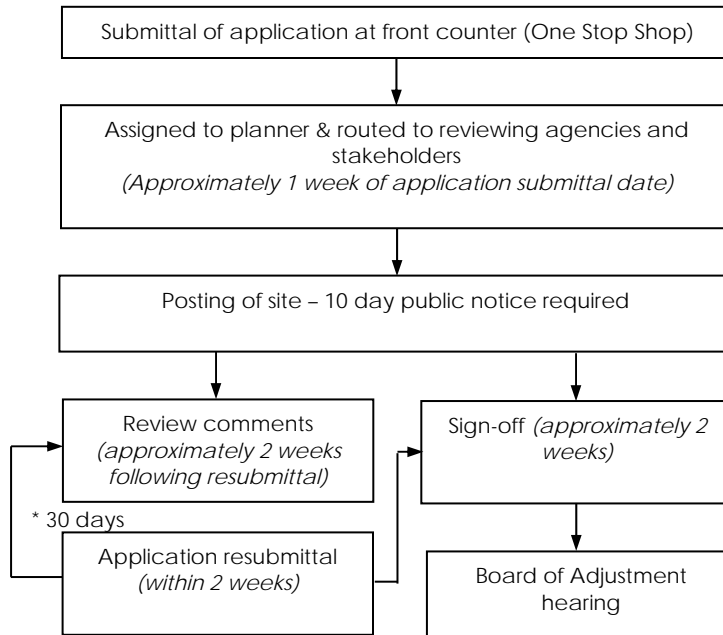 Submittal of application at front counter (One Stop Shop)
Assigned to planner & routed to reviewing agencies and
stakeholders
(Approximately 1 week of application submittal date)
Posting of site – 10 day public notice required
Review comments
(approximately 2 weeks
following resubmittal)
Sign-off (approximately 2
weeks)
* 30 days
Application resubmittal
(within 2 weeks)
Board of Adjustment
hearing